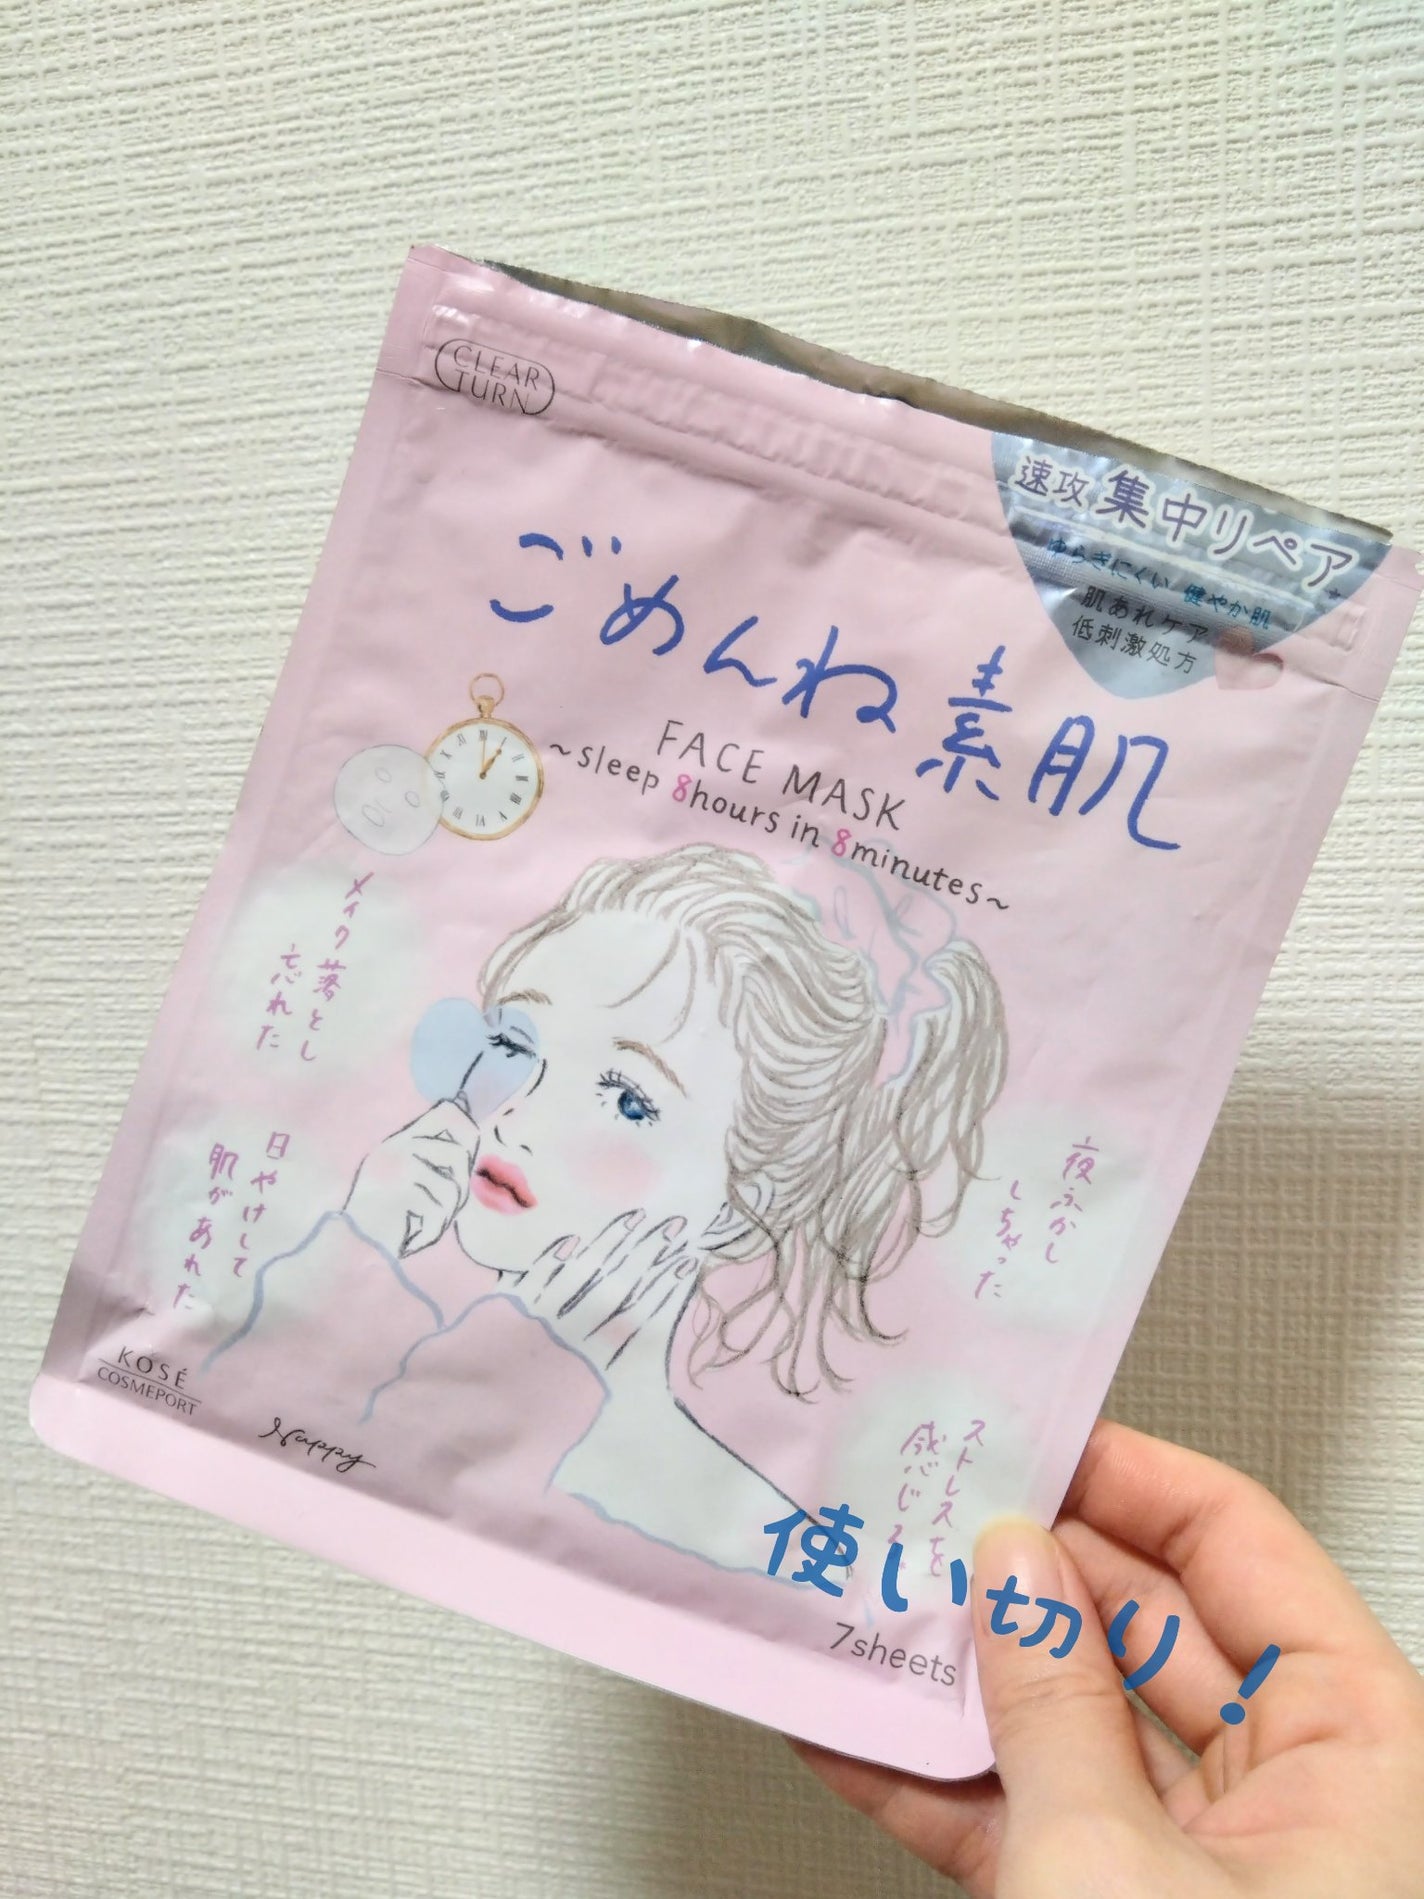 CLEAR
TURN
速攻 集中リペア
ゆらぎにくい 健やか肌
肌あれケア
低刺激処方
ごめんね素肌
FACE MASK
~sleep 8hours in 8minutes~
メイク落とし
忘れた
日やけして
肌があれた
夜ふかし
しちゃった
ストレスを
感じる
KOSÉ
COSMEPORT
Nappy
使い切り!
7sheets